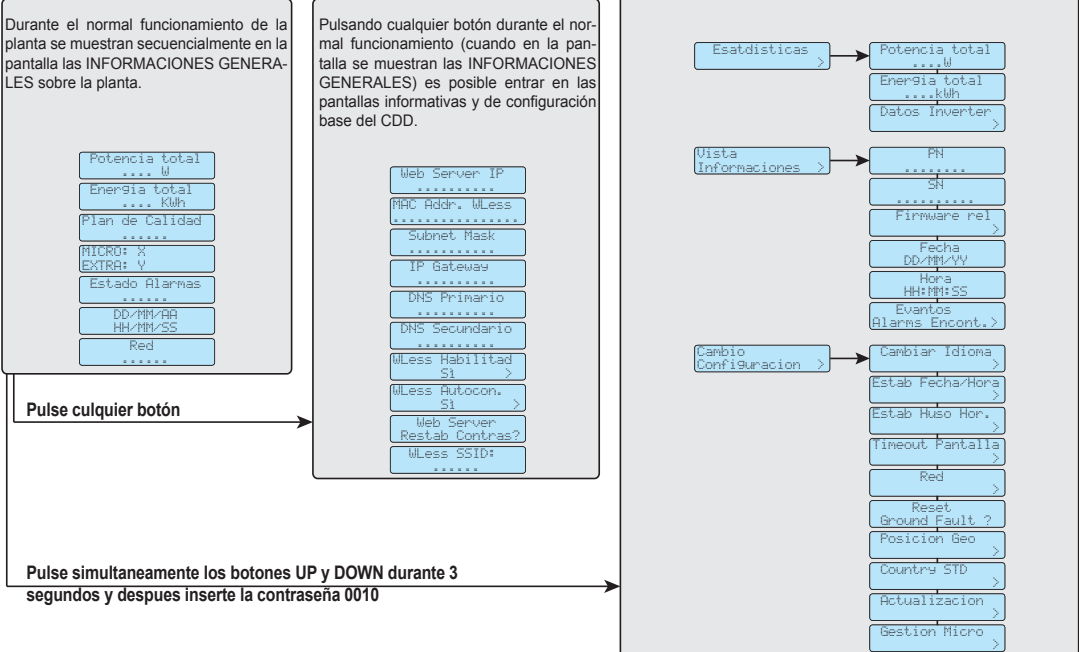 Durante el normal funcionamiento de la
planta se muestran secuencialmente en la
pantalla las INFORMACIONES GENERA-
LES sobre la planta.
Potencia total
.... W
Energia total
.... KWh
Plan de Calidad
......
MICRO: X
EXTRA: Y
Estado Alarmas
......
DD/MM/AA
HH/MM/SS
Red
......
Pulse culquier botón
Pulse simultaneamente los botones UP y DOWN durante 3
segundos y despues inserte la contraseña 0010
Pulsando cualquier botón durante el nor-
mal funcionamiento (cuando en la pan-
talla se muestran las INFORMACIONES
GENERALES) es posible entrar en las
pantallas informativas y de configuración
base del CDD.
Web Server IP
..........
MAC Addr. WLess
................
Subnet Mask
...........
IP Gateway
...........
DNS Primario
..........
DNS Secundario
..........
WLess Habilitad
Sì >
WLess Autocon.
Sì >
Web Server
Restab Contras?
WLess SSID:
......
Esatdisticas
>
Potencia total
....W
Energia total
....kWh
Datos Inverter
>
Vista
Informaciones >
PN
........
SN
..........
Firmware rel
>
Fecha
DD/MM/YY
Hora
HH:MM:SS
Evantos
Alarms Encont.>
Cambio
Configuracion >
Cambiar Idioma
>
Estab Fecha/Hora
>
Estab Huso Hor.
>
Timeout Pantalla
>
Red
>
Reset
Ground Fault ?
Posicion Geo
>
Country STD
>
Actualizacion
>
Gestion Micro
>